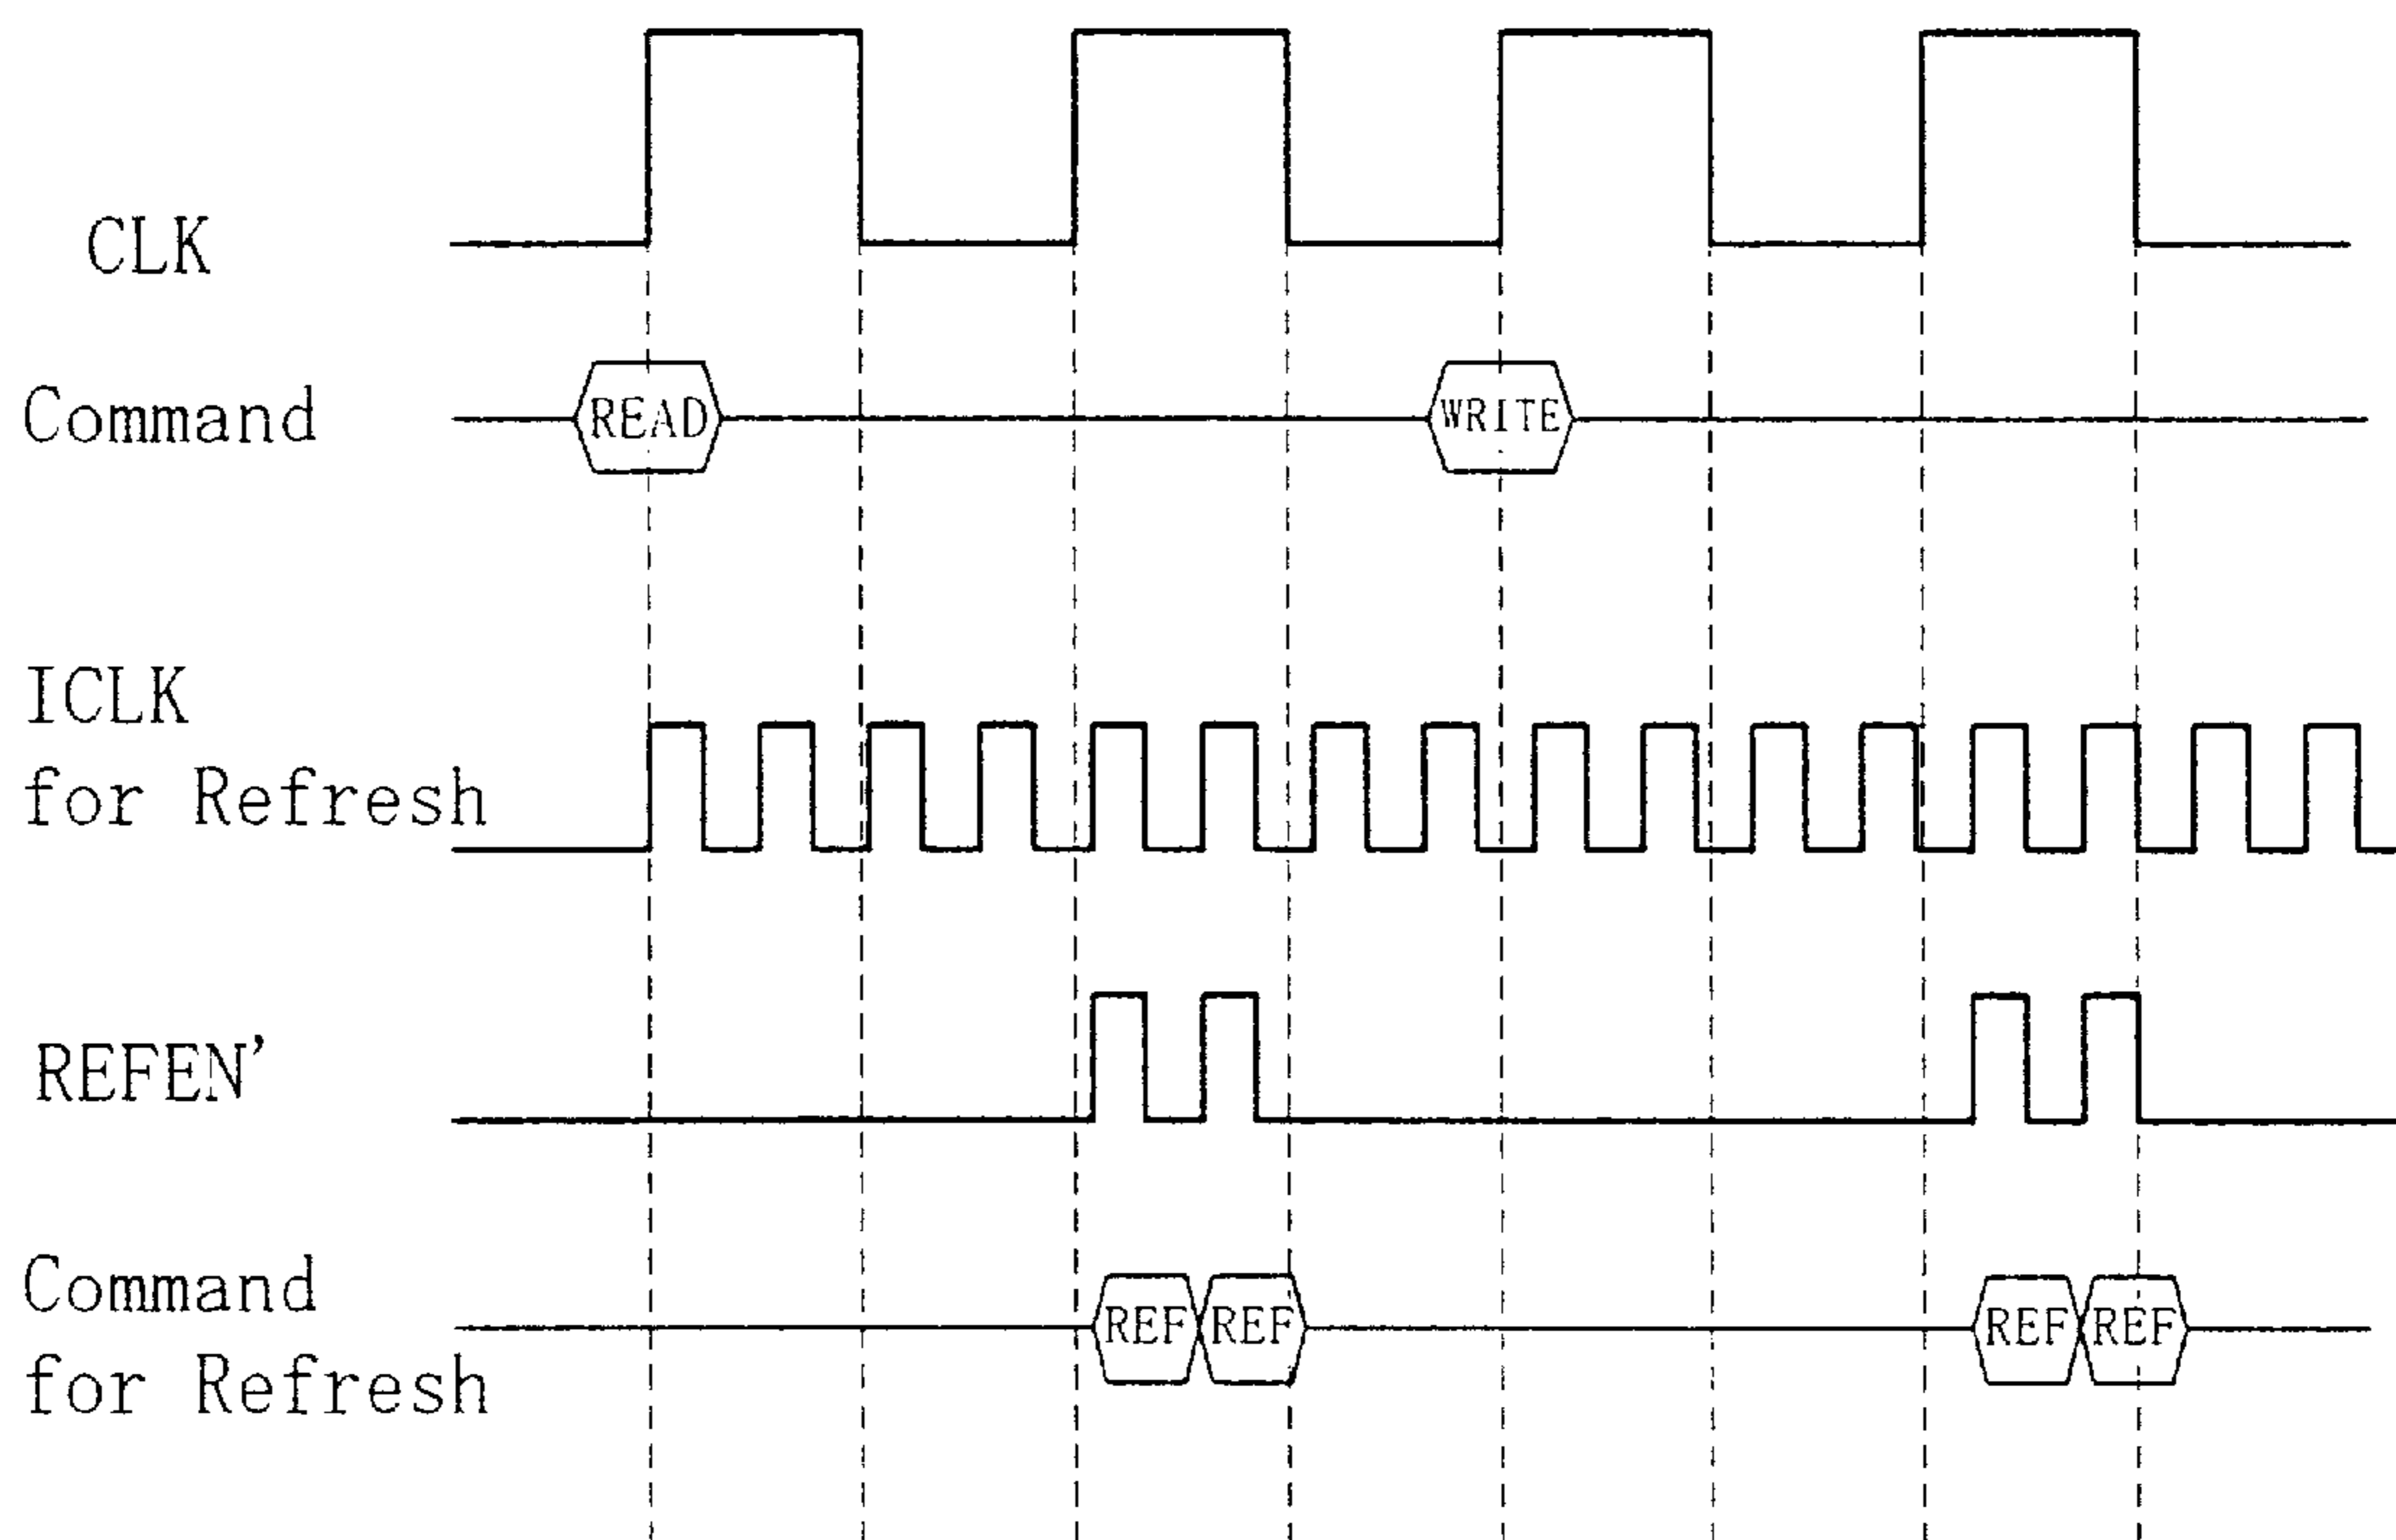 CLK
Command
READ
WRITE
ICLK
for Refresh
REFEN'
Command
for Refresh
REF REF
REF REF